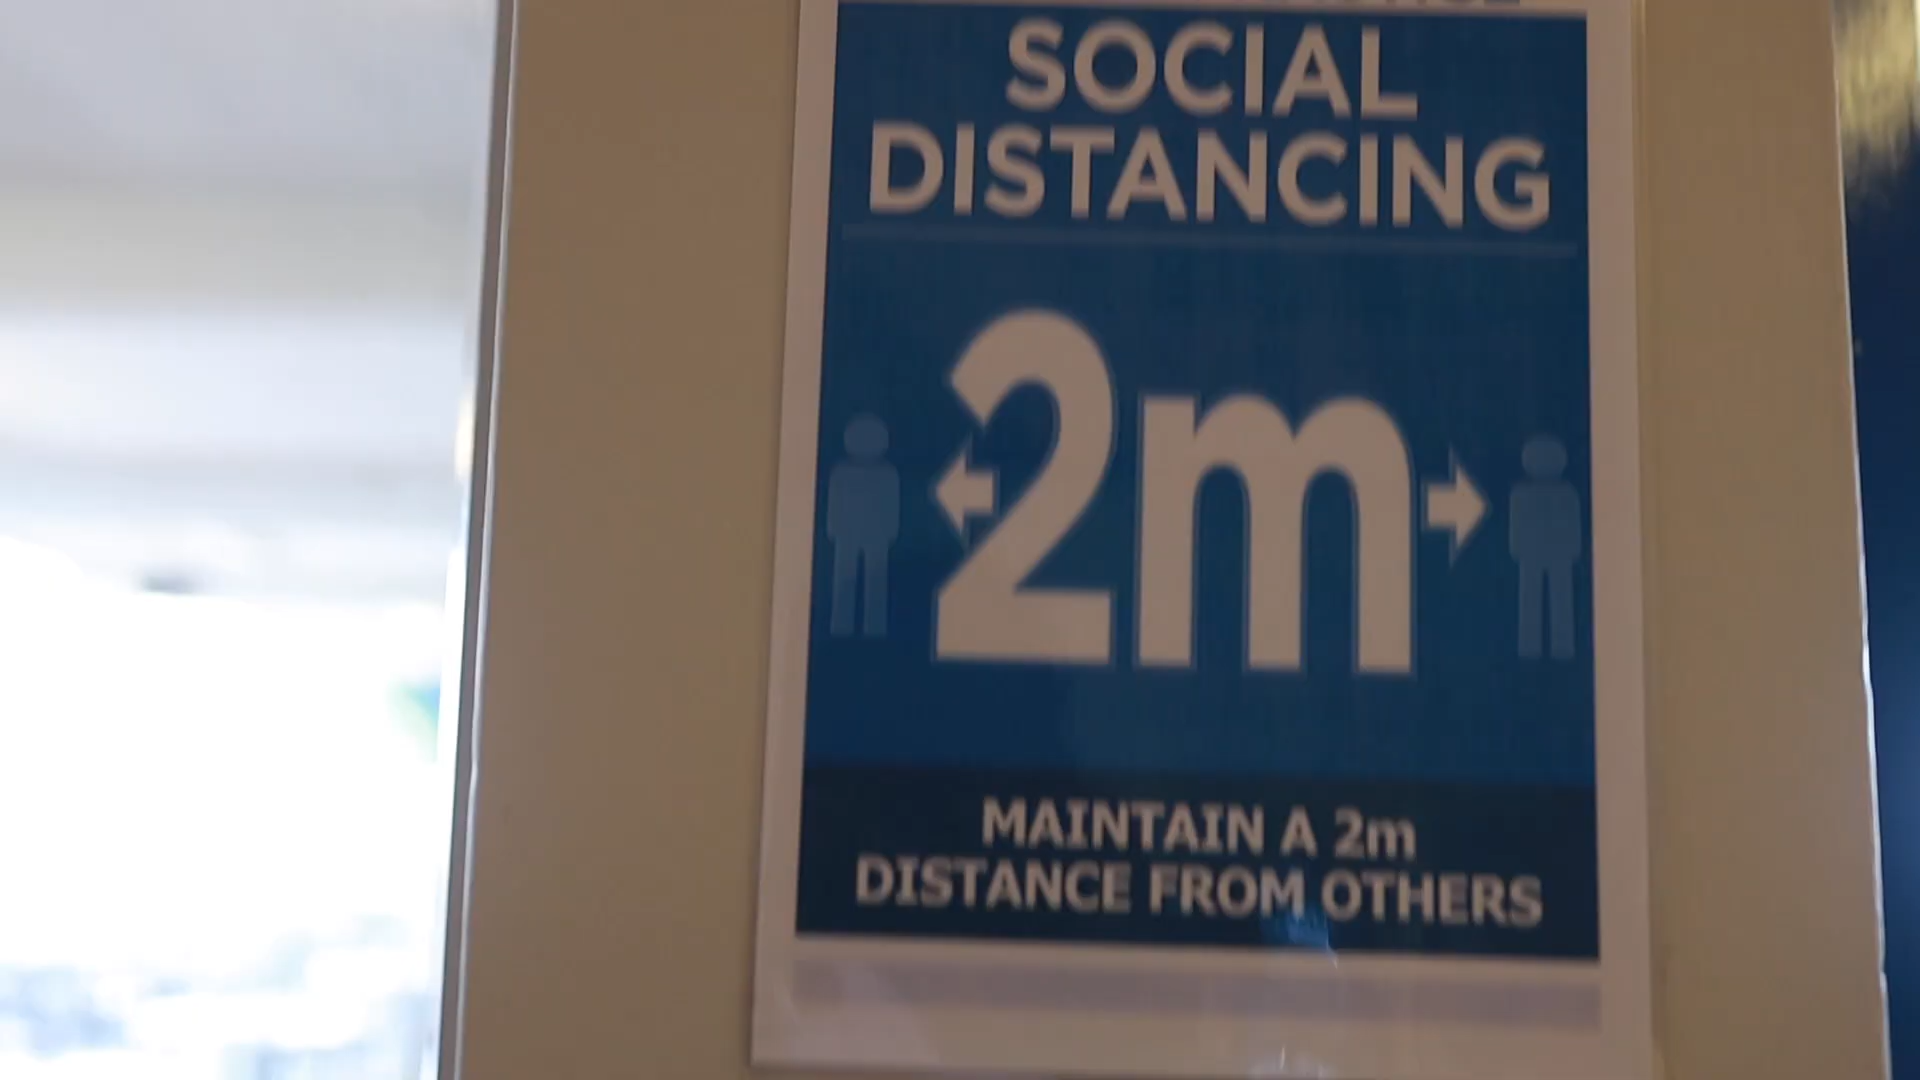 SOCIAL
DISTANCING
2m
MAINTAIN A 2m
DISTANCE FROM OTHERS